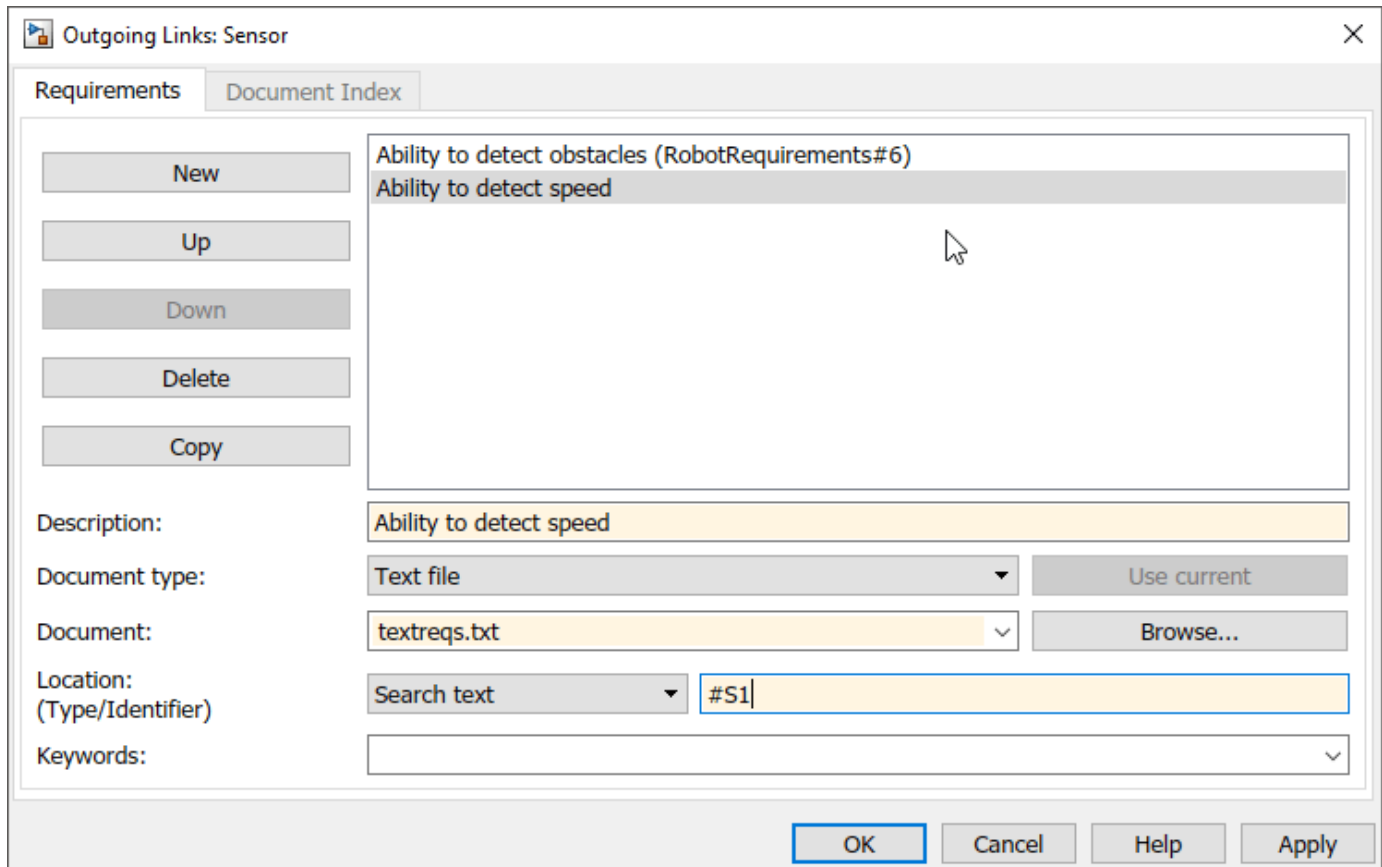 Outgoing Links: Sensor
Requirements
Document Index
New
Up
Down
Delete
Copy
Ability to detect obstacles (RobotRequirements#6)
Ability to detect speed
Description:
Ability to detect speed
Document type:
Text file
Use current
Document:
textreqs.txt
Browse...
Location:
(Type/Identifier)
Search text
#S1
Keywords:
OK
Cancel
Help
Apply